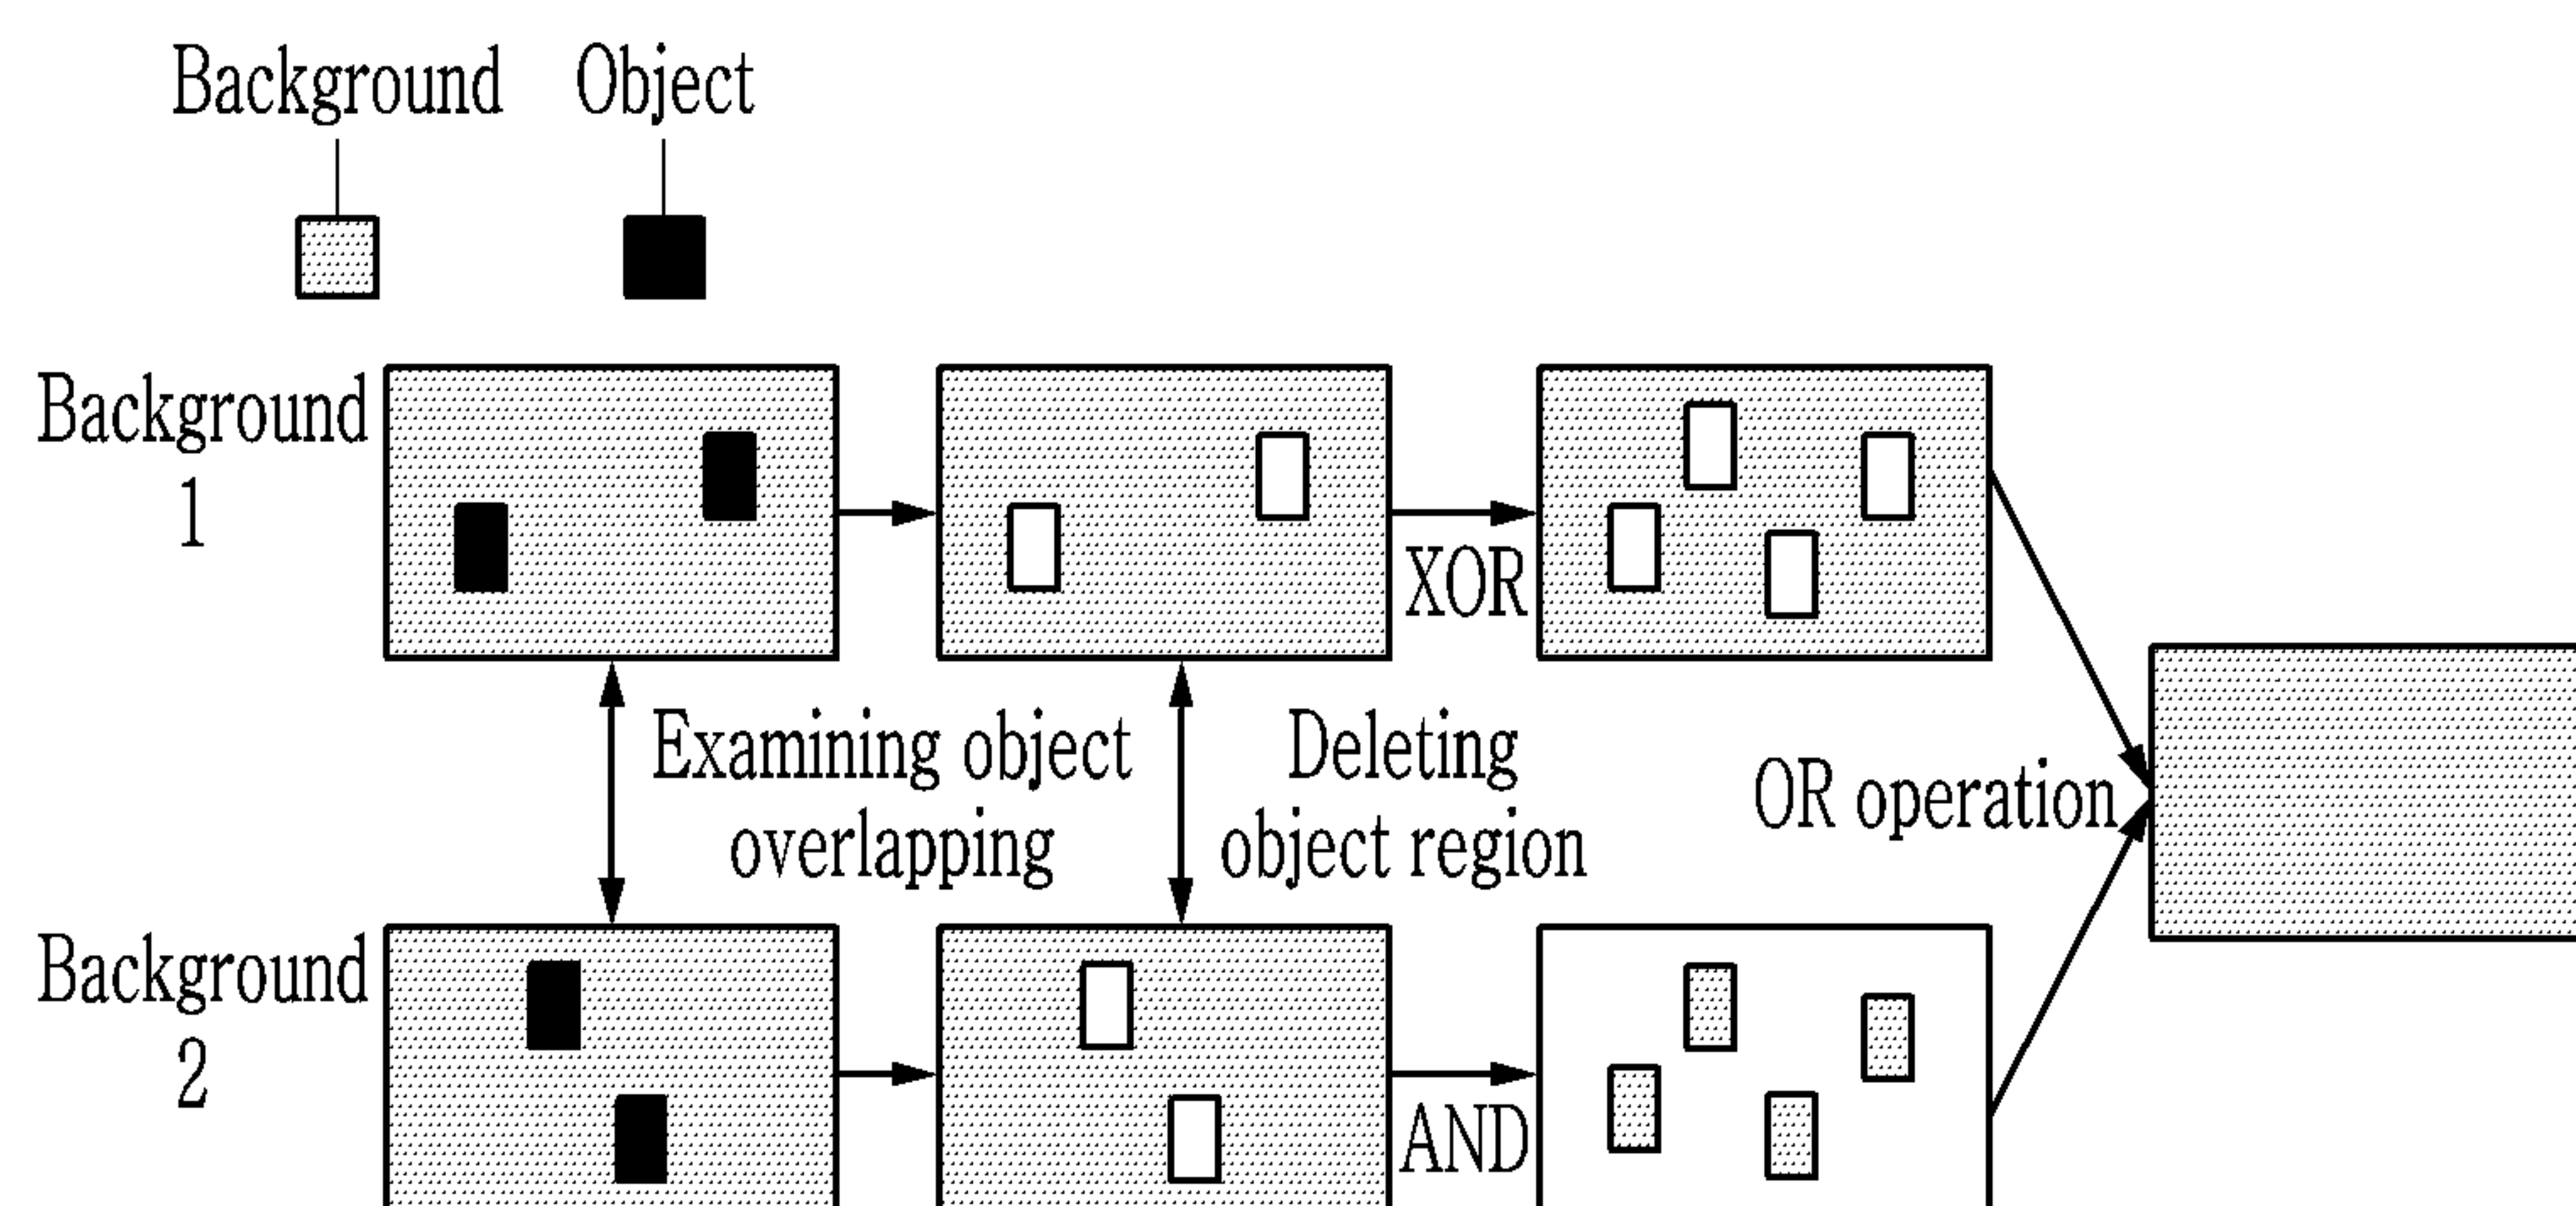 Background
Object
Background
1
XOR
Examining object
overlapping
Deleting
object region
OR operation
Background
2
AND